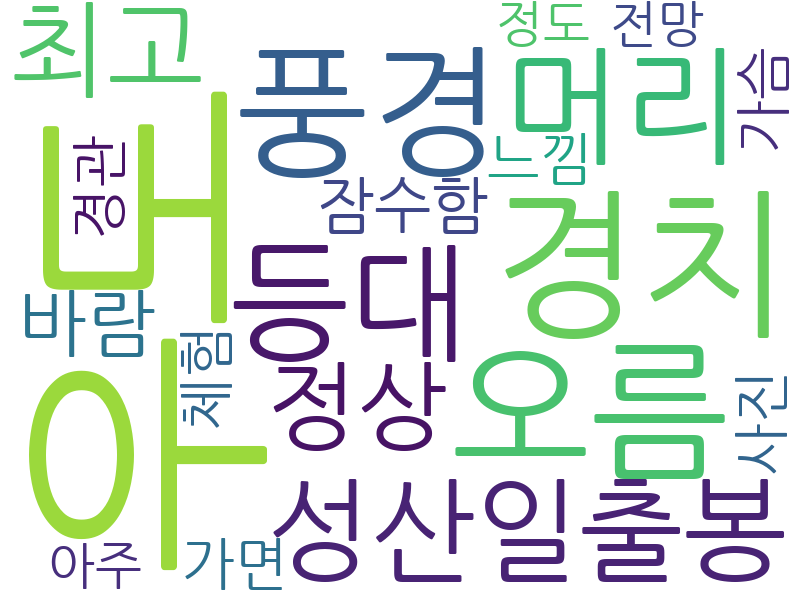 최고
정도
전망
풍경
머리
가슴
우도
경관
느낌
잠수함
경치
등대
바람
체험
정상
오름
사진
성산일출봉
아주
가면